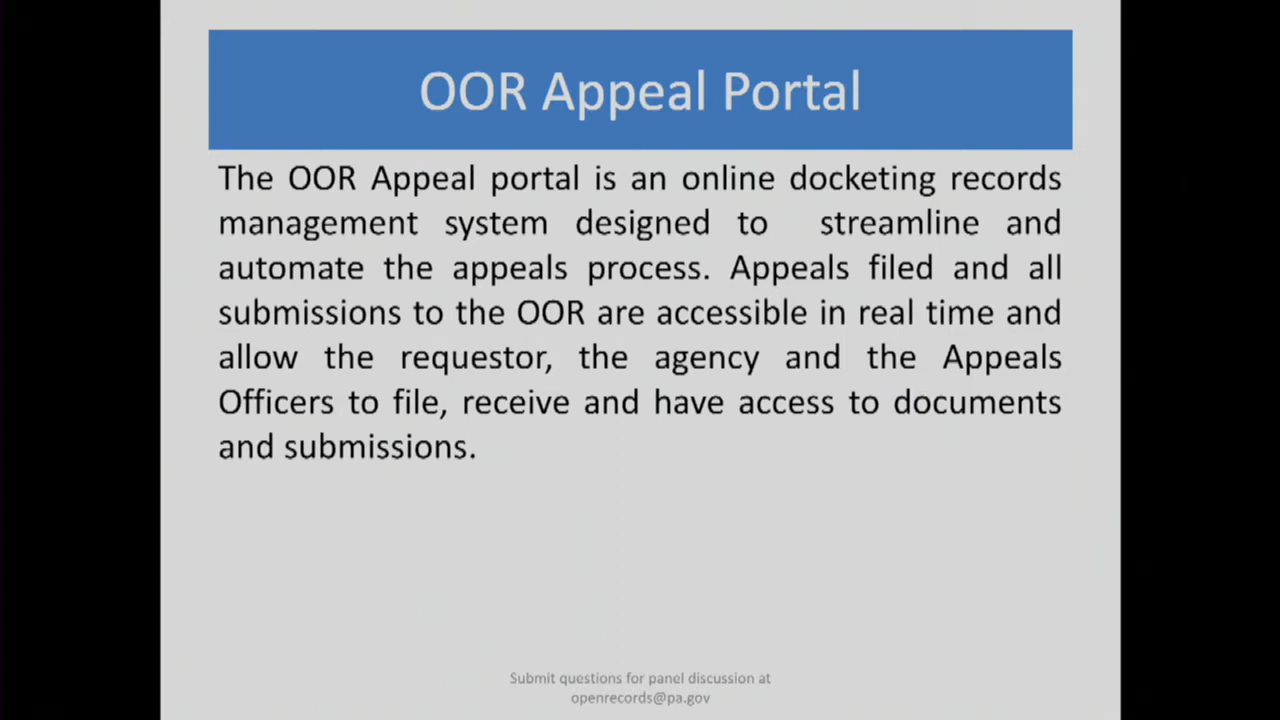 OOR Appeal Portal
The OOR Appeal portal is an online docketing records
management system designed to streamline and
automate the appeals process. Appeals filed and all
submissions to the OOR are accessible in real time and
allow the requestor, the agency and the Appeals
Officers to file, receive and have access to documents
and submissions.
Submit questions for panel discussion at
openrecords@pa.gov